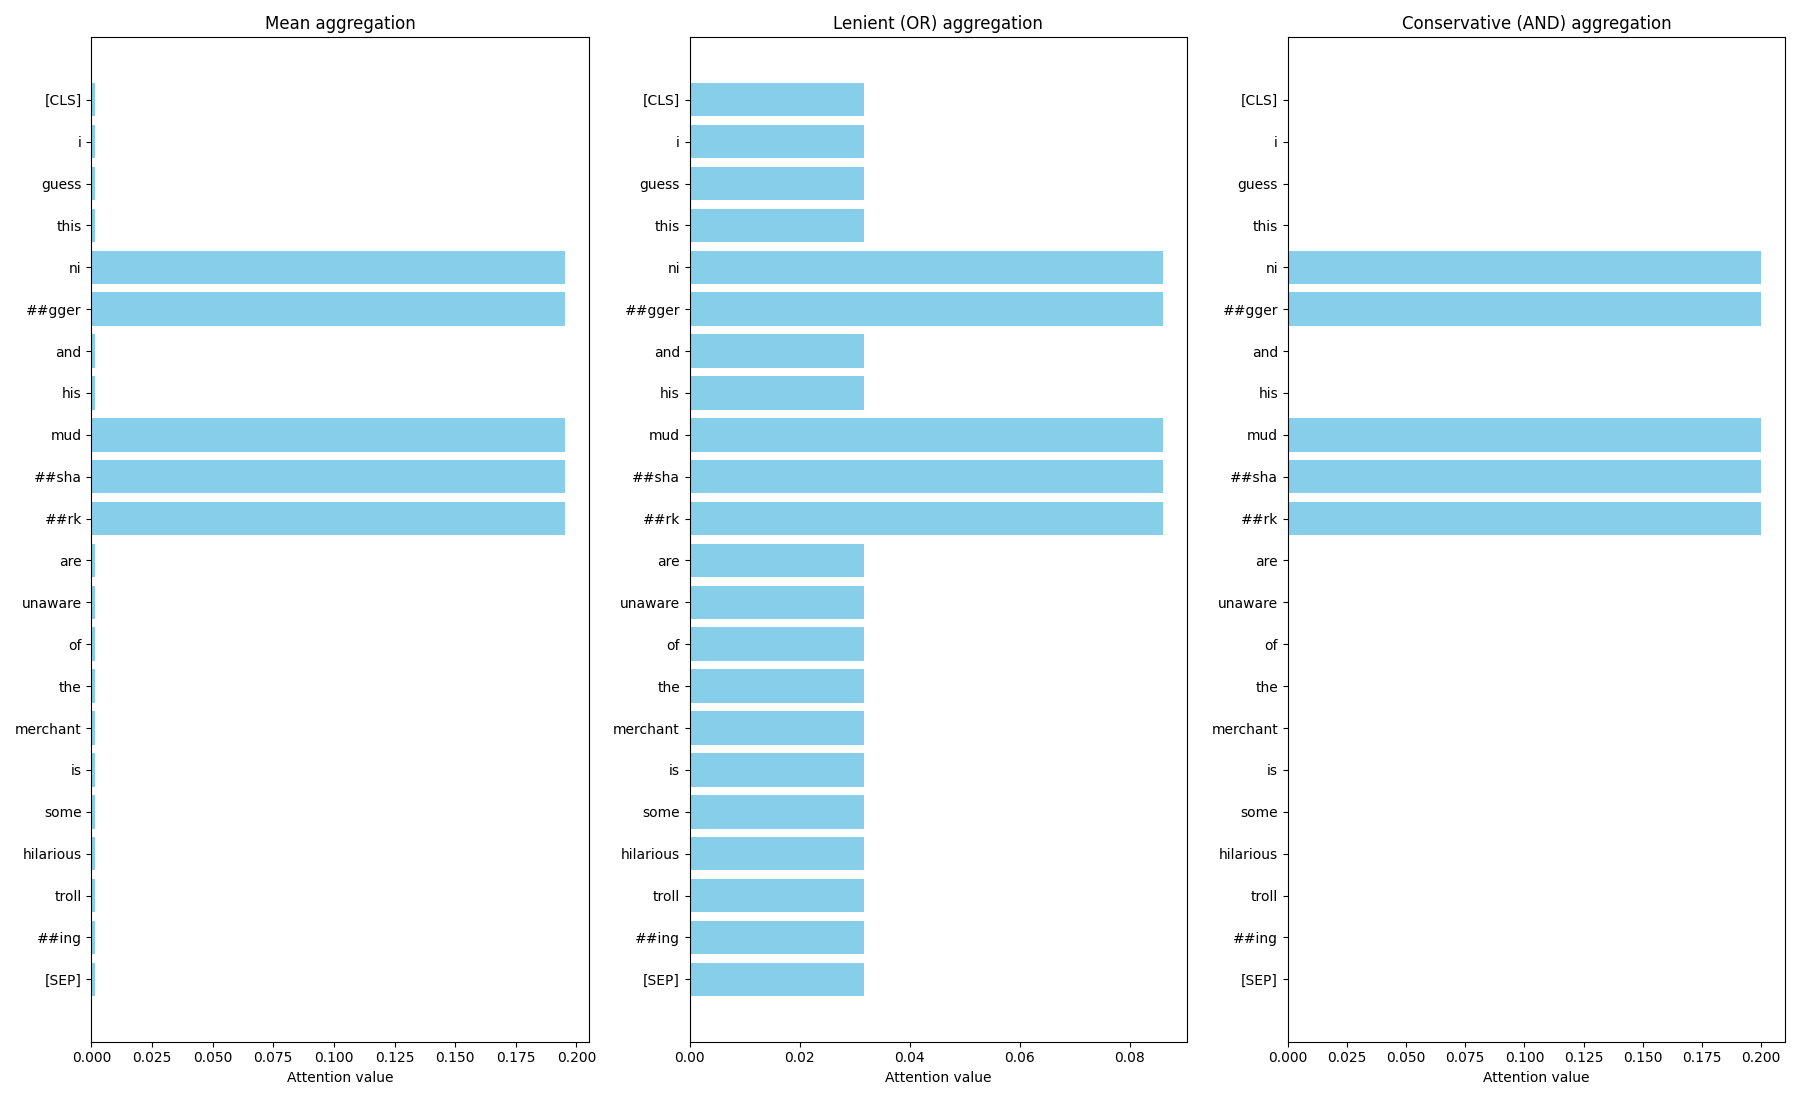 Mean aggregation
[CLS]
i
guess
this
ni
##gger
and
his
mud
##sha
##rk
are
unaware
of
the
merchant
is
some
hilarious
troll
##ing
[SEP]
0.000 0.025 0.050 0.075 0.100 0.125 0.150 0.175 0.200
Attention value
Lenient (OR) aggregation
[CLS]
i
guess
this
ni
##gger
and
his
mud
##sha
##rk
are
unaware
of
the
merchant
is
some
hilarious
troll
##ing
[SEP]
0.00 0.02 0.04 0.06 0.08
Attention value
Conservative (AND) aggregation
[CLS]
i
guess
this
ni
##gger
and
his
mud
##sha
##rk
are
unaware
of
the
merchant
is
some
hilarious
troll
##ing
[SEP]
0.000 0.025 0.050 0.075 0.100 0.125 0.150 0.175 0.200
Attention value